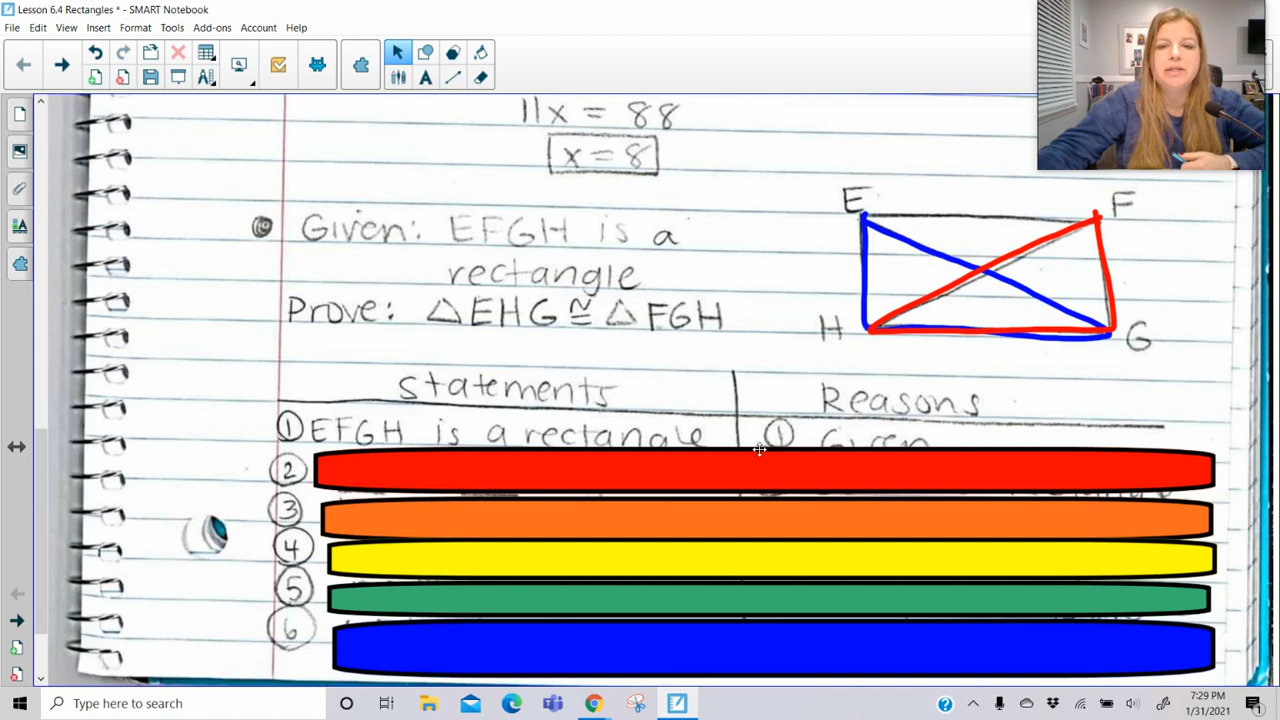 Lesson 6.4 Rectangles * - SMART Notebook
File Edit View Insert Format Tools Add-ons Account Help
11x = 88
x = 8
Given: EFGH is a
rectangle
Prove: △EHG ≅ △FGH
E F
H G
Statements Reasons
① EFGH is a rectangle ① Given
②
③
④
⑤
⑥
Type here to search
7:29 PM
1/31/2021